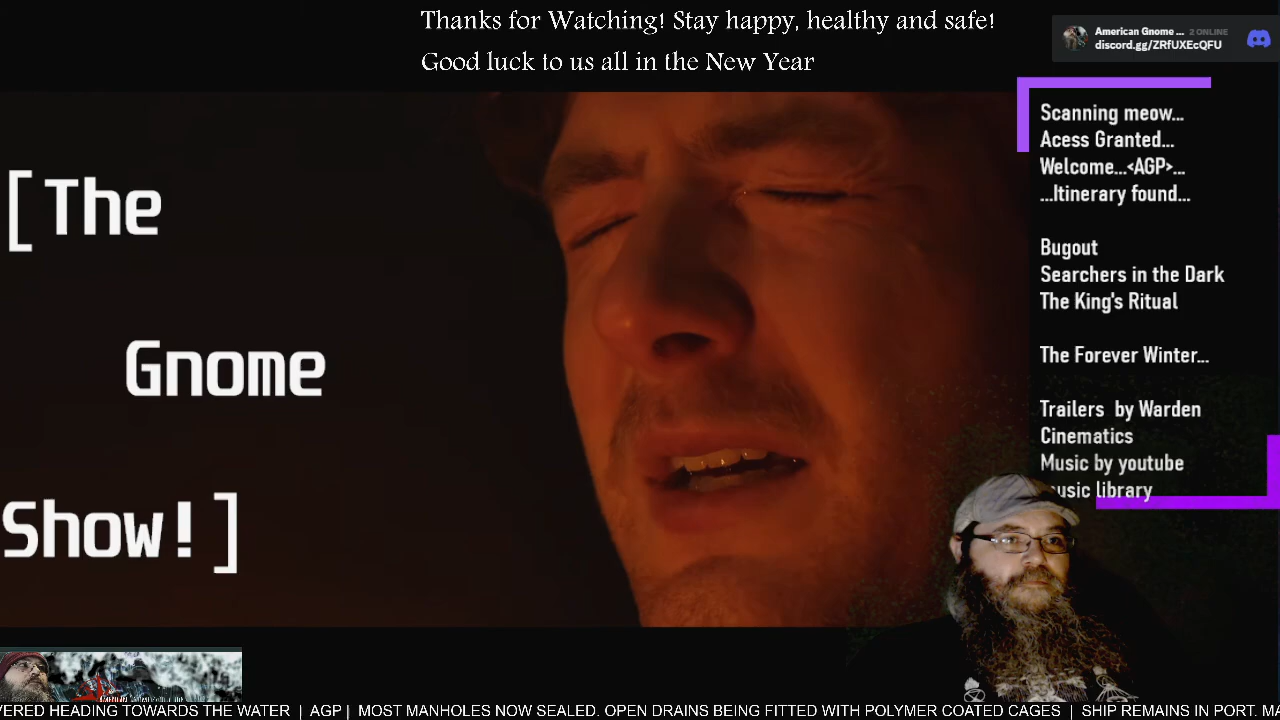 Thanks for Watching! Stay happy, healthy and safe!
Good luck to us all in the New Year
American Gnome ... 2 ONLINE
discord.gg/ZRfUXEcQFU
[The
Gnome
Show!]
Scanning meow...
Acess Granted...
Welcome...<AGP>...
...Itinerary found...
Bugout
Searchers in the Dark
The King's Ritual
The Forever Winter...
Trailers by Warden
Cinematics
Music by youtube
music library
VERED HEADING TOWARDS THE WATER | AGP | MOST MANHOLES NOW SEALED. OPEN DRAINS BEING FITTED WITH POLYMER COATED CAGES | SHIP REMAINS IN PORT. MA